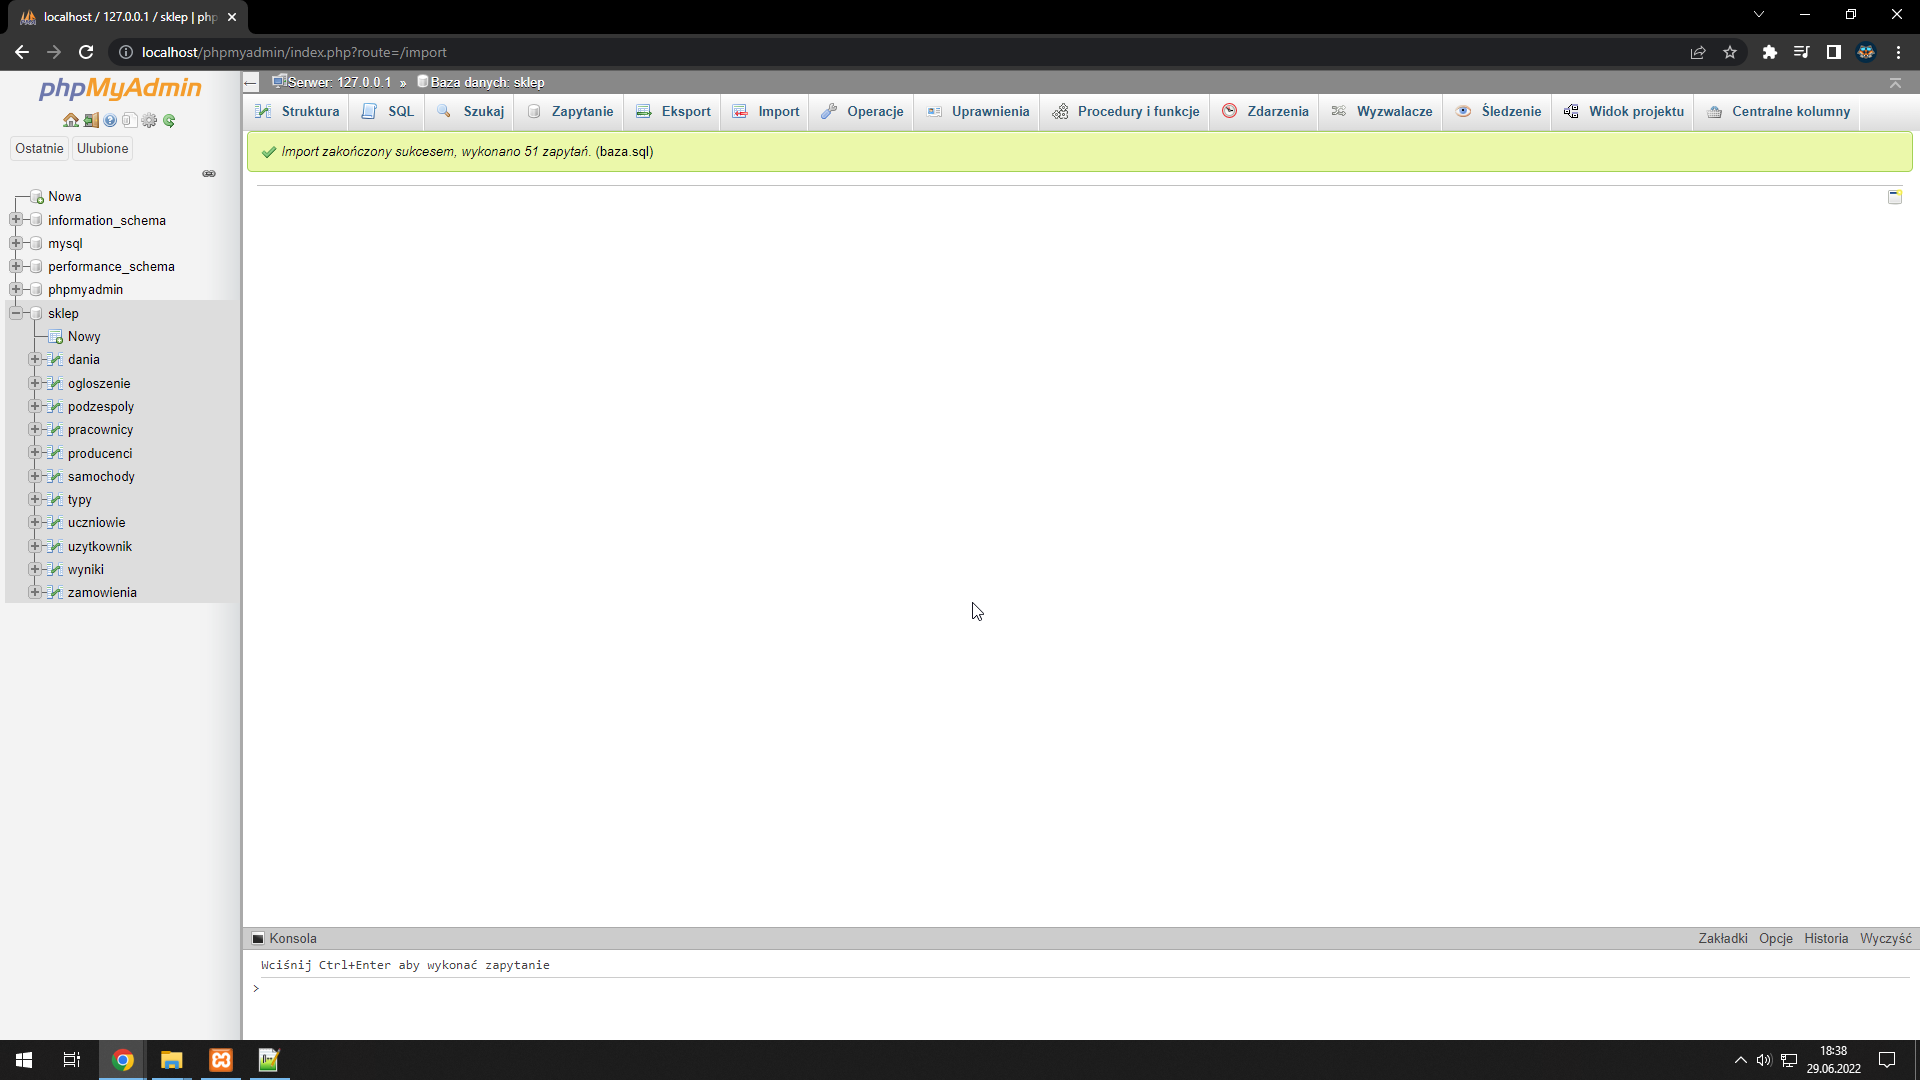 localhost / 127.0.0.1 / sklep | php
localhost/phpmyadmin/index.php?route=/import
phpMyAdmin
Ostatnie Ulubione
Nowa
information_schema
mysql
performance_schema
phpmyadmin
sklep
Nowy
dania
ogloszenie
podzespoly
pracownicy
producenci
samochody
typy
uczniowie
uzytkownik
wyniki
zamowienia
Serwer: 127.0.0.1 » Baza danych: sklep
Struktura SQL Szukaj Zapytanie Eksport Import Operacje Uprawnienia Procedury i funkcje Zdarzenia Wyzwalacze Śledzenie Widok projektu Centralne kolumny
Import zakończony sukcesem, wykonano 51 zapytań. (baza.sql)
Konsola Zakładki Opcje Historia Wyczyść
Wciśnij Ctrl+Enter aby wykonać zapytanie
>
18:38
29.06.2022